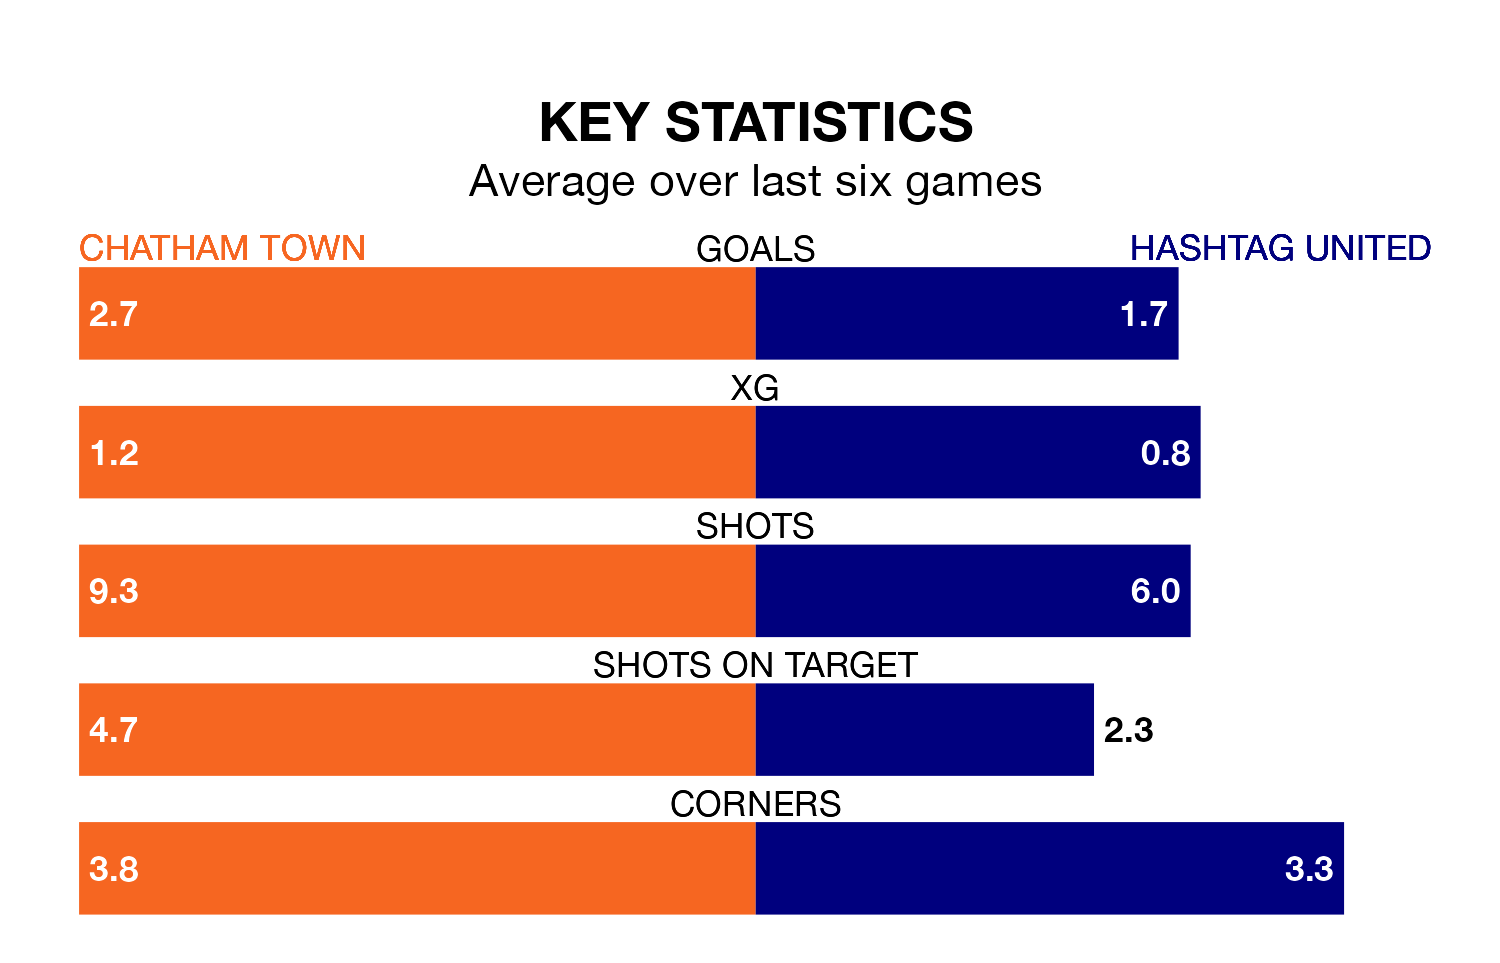 KEY STATISTICS
Average over last six games
CHATHAM TOWN GOALS HASHTAG UNITED
2.7 1.7
XG
1.2 0.8
SHOTS
9.3 6.0
SHOTS ON TARGET
4.7 2.3
CORNERS
3.8 3.3